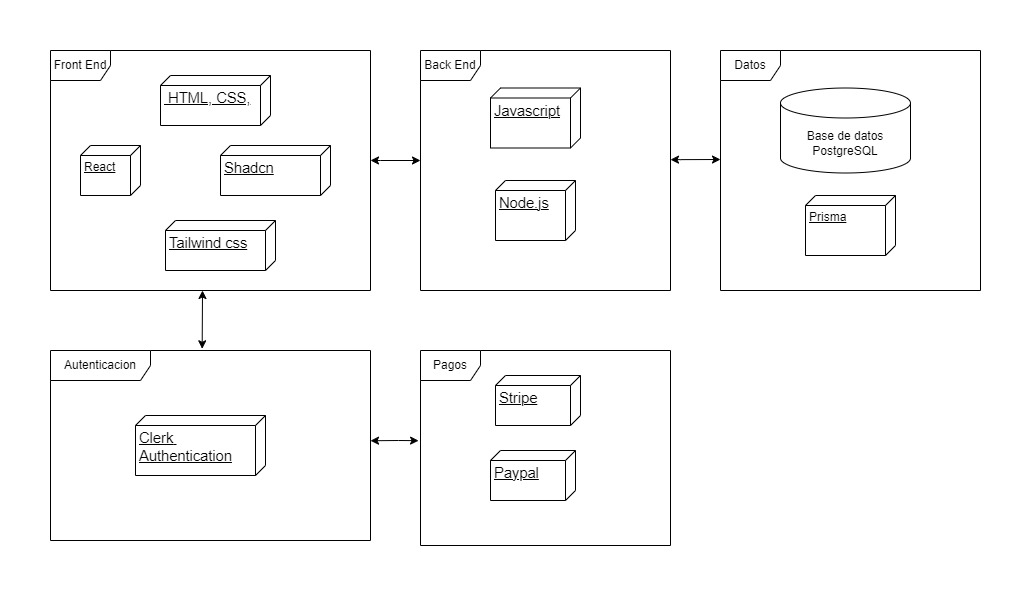 Front End
HTML, CSS,
React
Shadcn
Tailwind css
Back End
Javascript
Node.js
Datos
Base de datos
PostgreSQL
Prisma
Autenticacion
Clerk
Authentication
Pagos
Stripe
Paypal